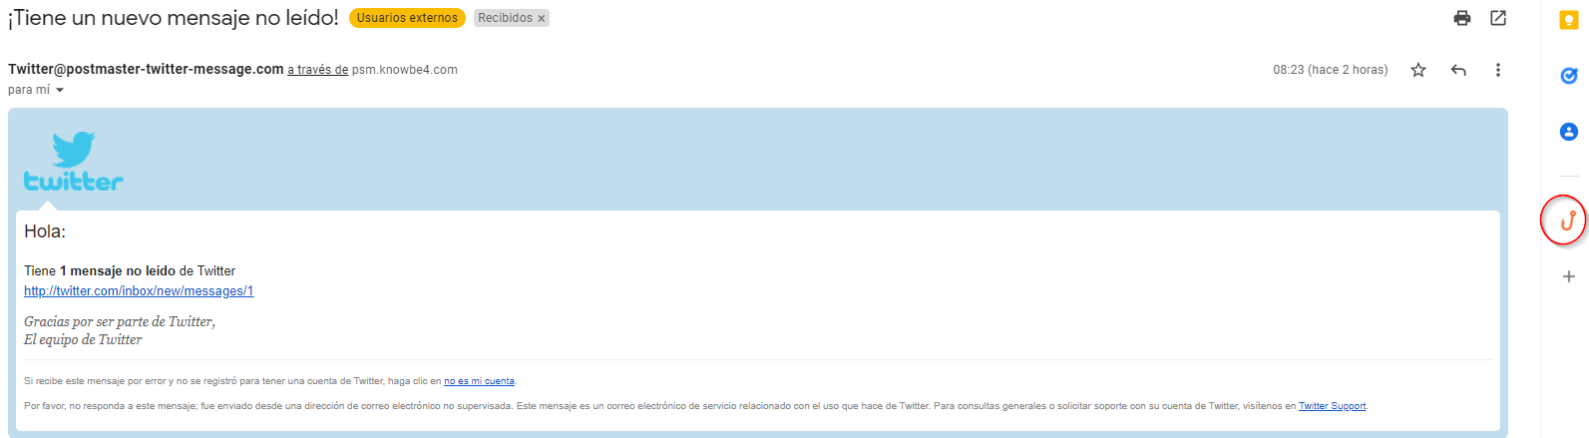 ¡Tiene un nuevo mensaje no leído! Usuarios externos Recibidos ×
Twitter@postmaster-twitter-message.com a través de psm.knowbe4.com 08:23 (hace 2 horas)
para mí
twitter
Hola:
Tiene 1 mensaje no leído de Twitter
http://twitter.com/inbox/new/messages/1
Gracias por ser parte de Twitter,
El equipo de Twitter
Si recibe este mensaje por error y no se registró para tener una cuenta de Twitter, haga clic en no es mi cuenta.
Por favor, no responda a este mensaje; fue enviado desde una dirección de correo electrónico no supervisada. Este mensaje es un correo electrónico de servicio relacionado con el uso que hace de Twitter. Para consultas generales o solicitar soporte con su cuenta de Twitter, visítenos en Twitter Support.